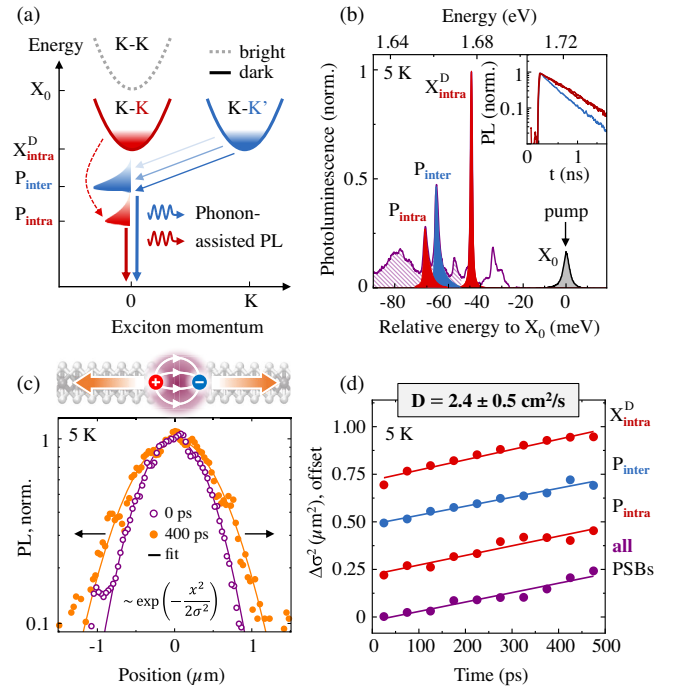 (a)
Energy
K-K
bright
dark
X0
K-K
K-K'
X^D_intra
P_inter
P_intra
Phonon-
assisted PL
0
K
Exciton momentum
(b)
Energy (eV)
1.64
1.68
1.72
Photoluminescence (norm.)
1
0.5
0
5 K
X^D_intra
P_inter
P_intra
PL (norm.)
1
0.1
0
1
t (ns)
pump
X0
-80
-60
-40
-20
0
Relative energy to X0 (meV)
(c)
+
−
5 K
PL, norm.
1
0.1
0 ps
400 ps
fit
~ exp(−x²/2σ²)
-1
0
1
Position (µm)
(d)
D = 2.4 ± 0.5 cm²/s
5 K
Δσ² (µm²), offset
1.00
0.75
0.50
0.25
0
X^D_intra
P_inter
P_intra
all
PSBs
0
100
200
300
400
500
Time (ps)